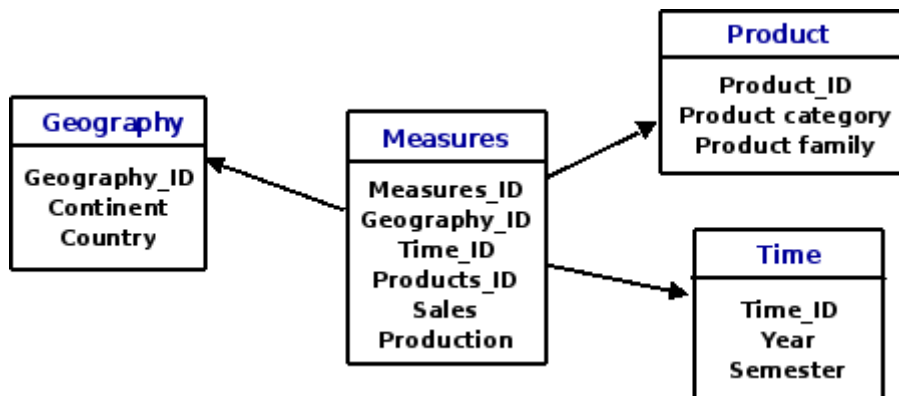 Geography
Geography_ID
Continent
Country
Measures
Measures_ID
Geography_ID
Time_ID
Products_ID
Sales
Production
Product
Product_ID
Product category
Product family
Time
Time_ID
Year
Semester